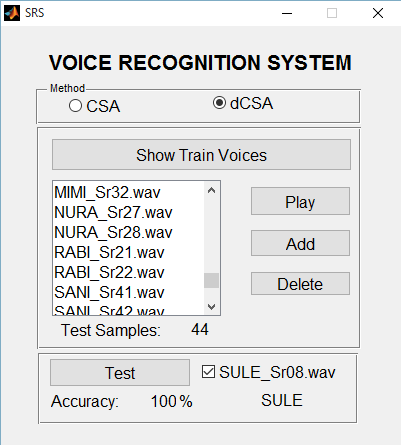 SRS
VOICE RECOGNITION SYSTEM
Method
CSA
dCSA
Show Train Voices
MIMI_Sr32.wav
NURA_Sr27.wav
NURA_Sr28.wav
RABI_Sr21.wav
RABI_Sr22.wav
SANI_Sr41.wav
SANI_Sr42.wav
Play
Add
Delete
Test Samples: 44
Test
SULE_Sr08.wav
Accuracy: 100 %
SULE